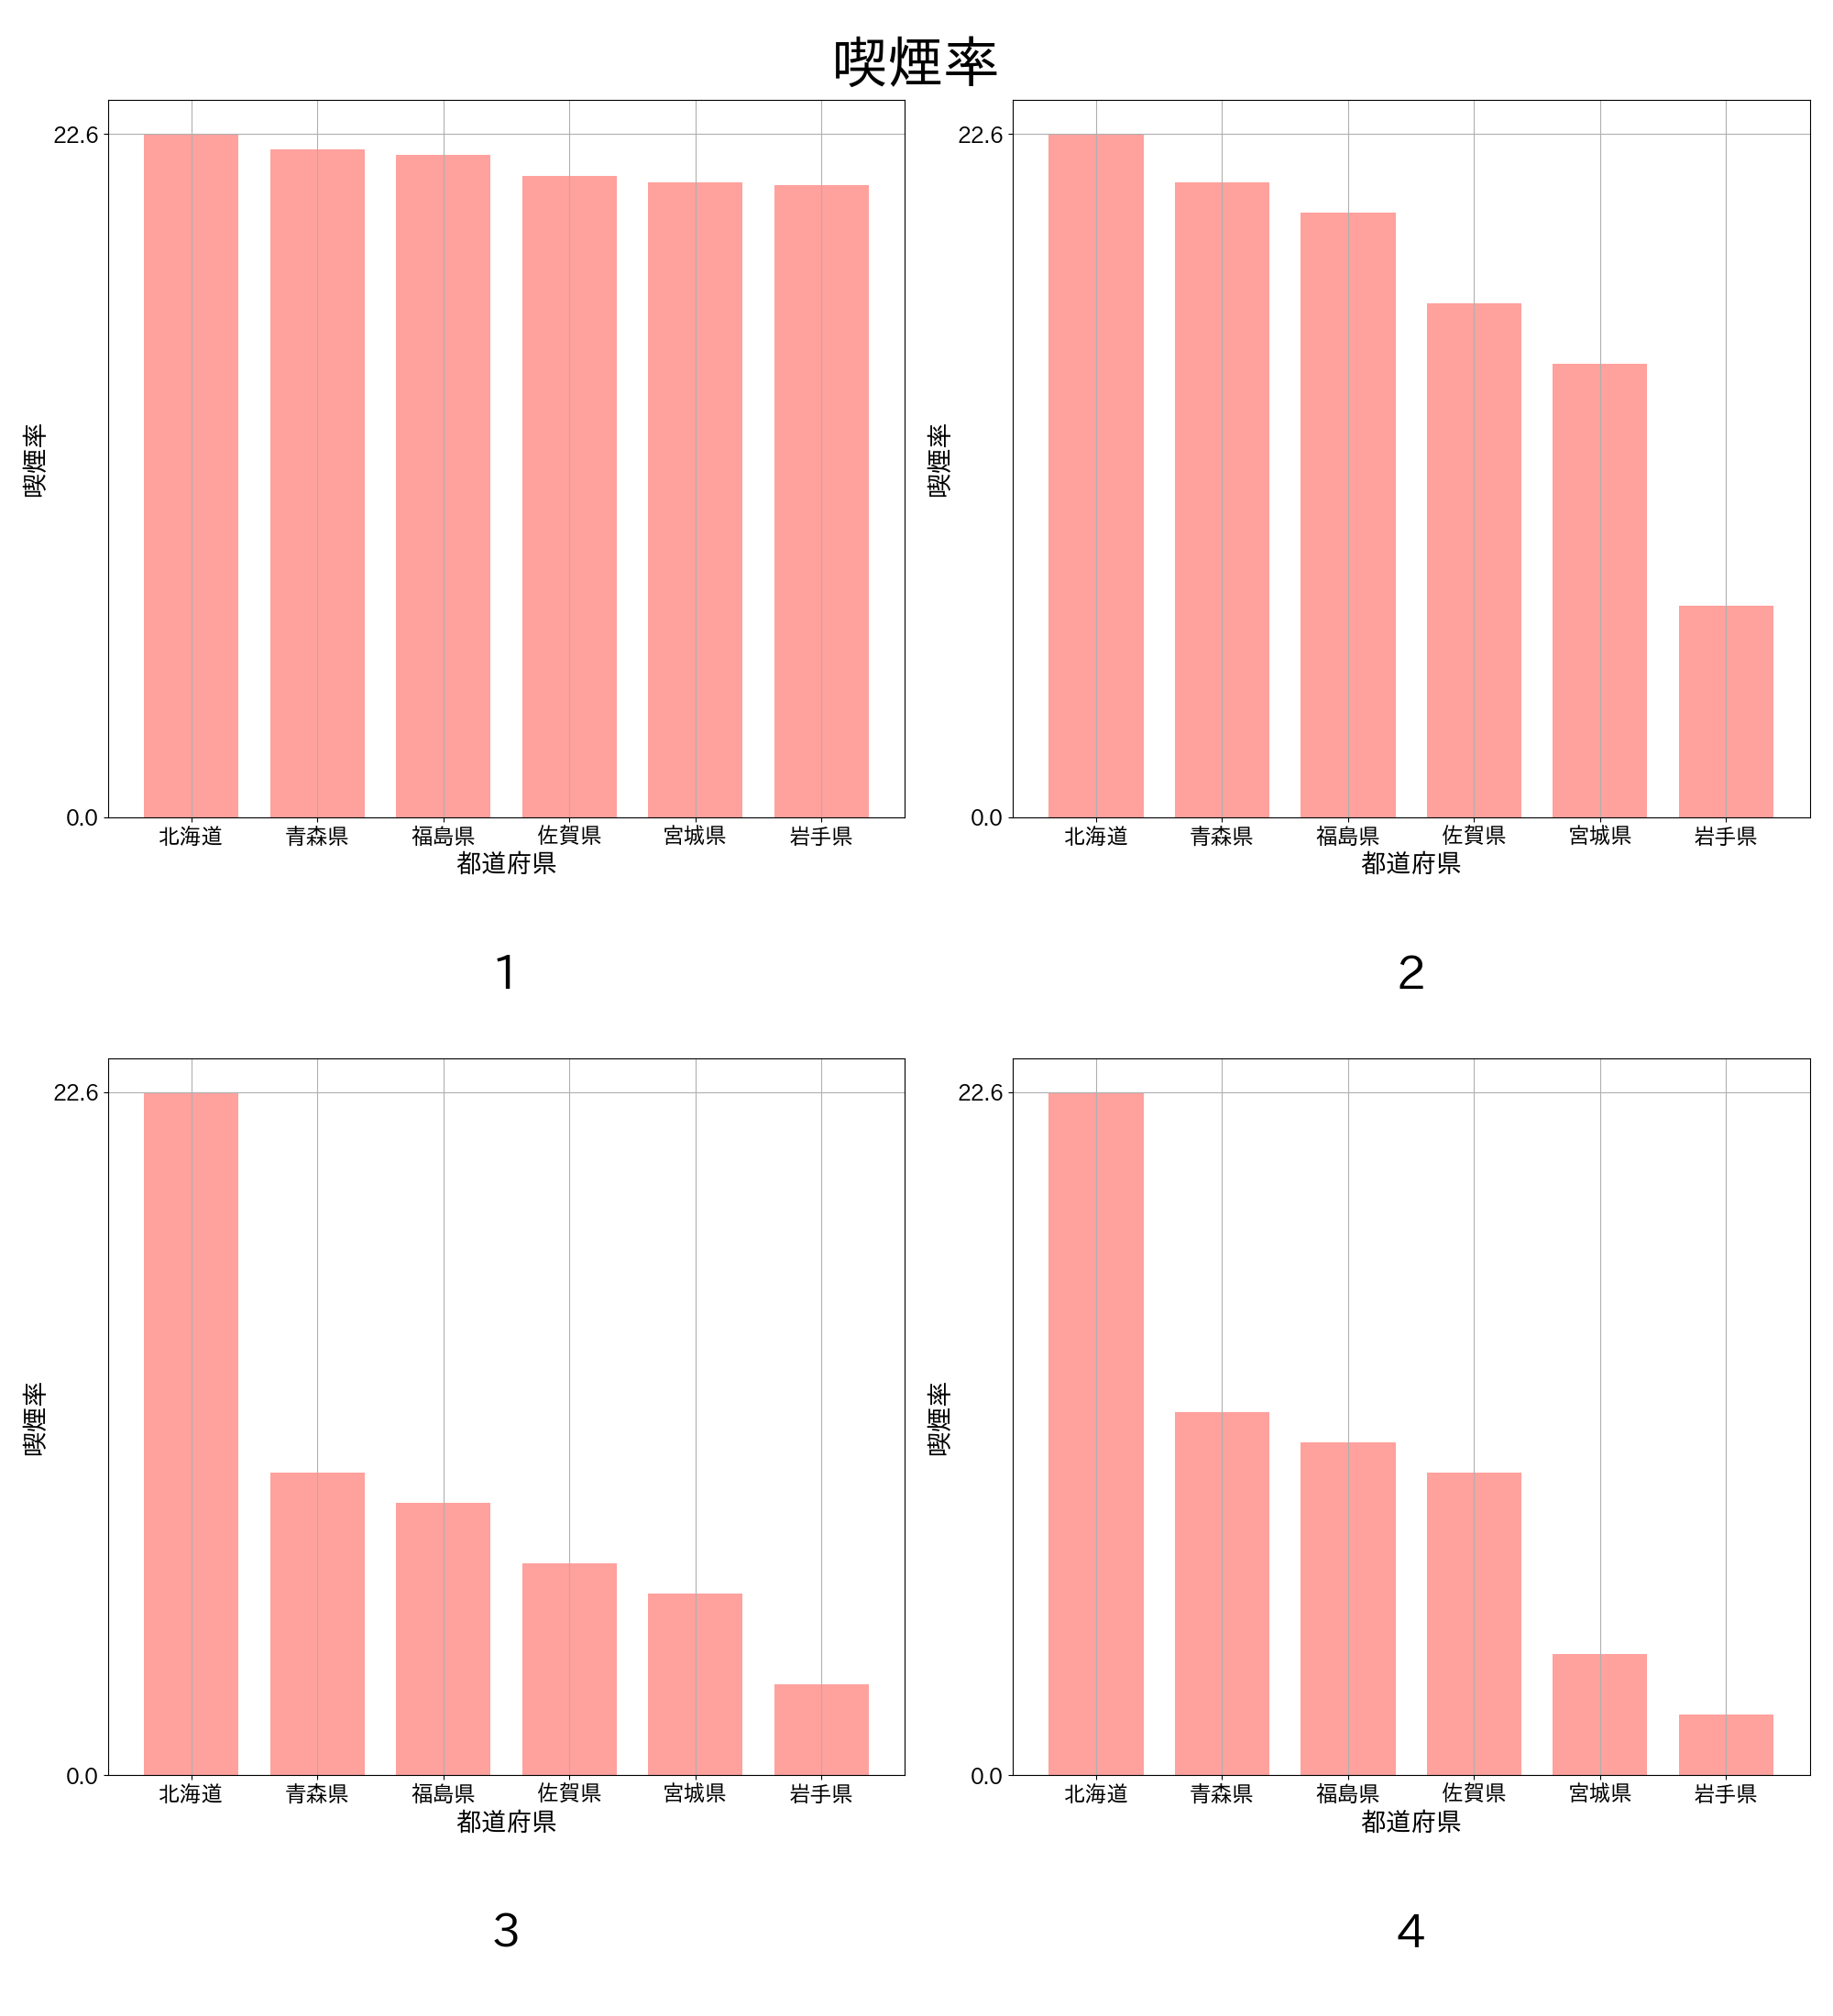 喫煙率
22.6
0.0
喫煙率
北海道 青森県 福島県 佐賀県 宮城県 岩手県
都道府県
1
22.6
0.0
喫煙率
北海道 青森県 福島県 佐賀県 宮城県 岩手県
都道府県
2
22.6
0.0
喫煙率
北海道 青森県 福島県 佐賀県 宮城県 岩手県
都道府県
3
22.6
0.0
喫煙率
北海道 青森県 福島県 佐賀県 宮城県 岩手県
都道府県
4